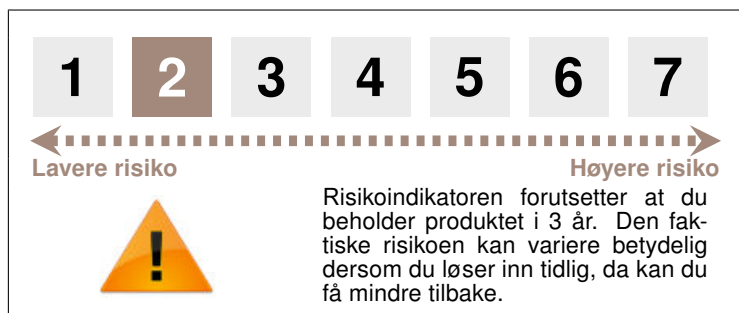 1 2 3 4 5 6 7
Lavere risiko Høyere risiko
!
Risikoindikatoren forutsetter at du
beholder produktet i 3 år. Den fak-
tiske risikoen kan variere betydelig
dersom du løser inn tidlig, da kan du
få mindre tilbake.